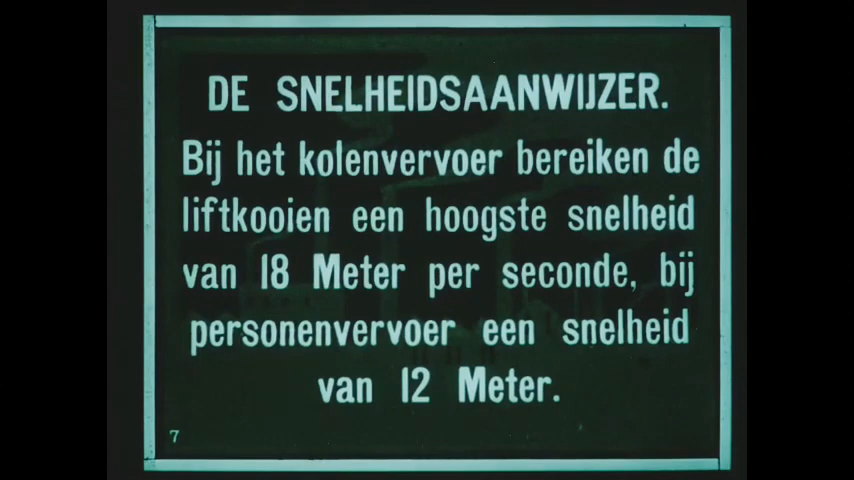 DE SNELHEIDSAANWIJZER.
Bij het kolenvervoer bereiken de
liftkooien een hoogste snelheid
van 18 Meter per seconde, bij
personenvervoer een snelheid
van 12 Meter.
7